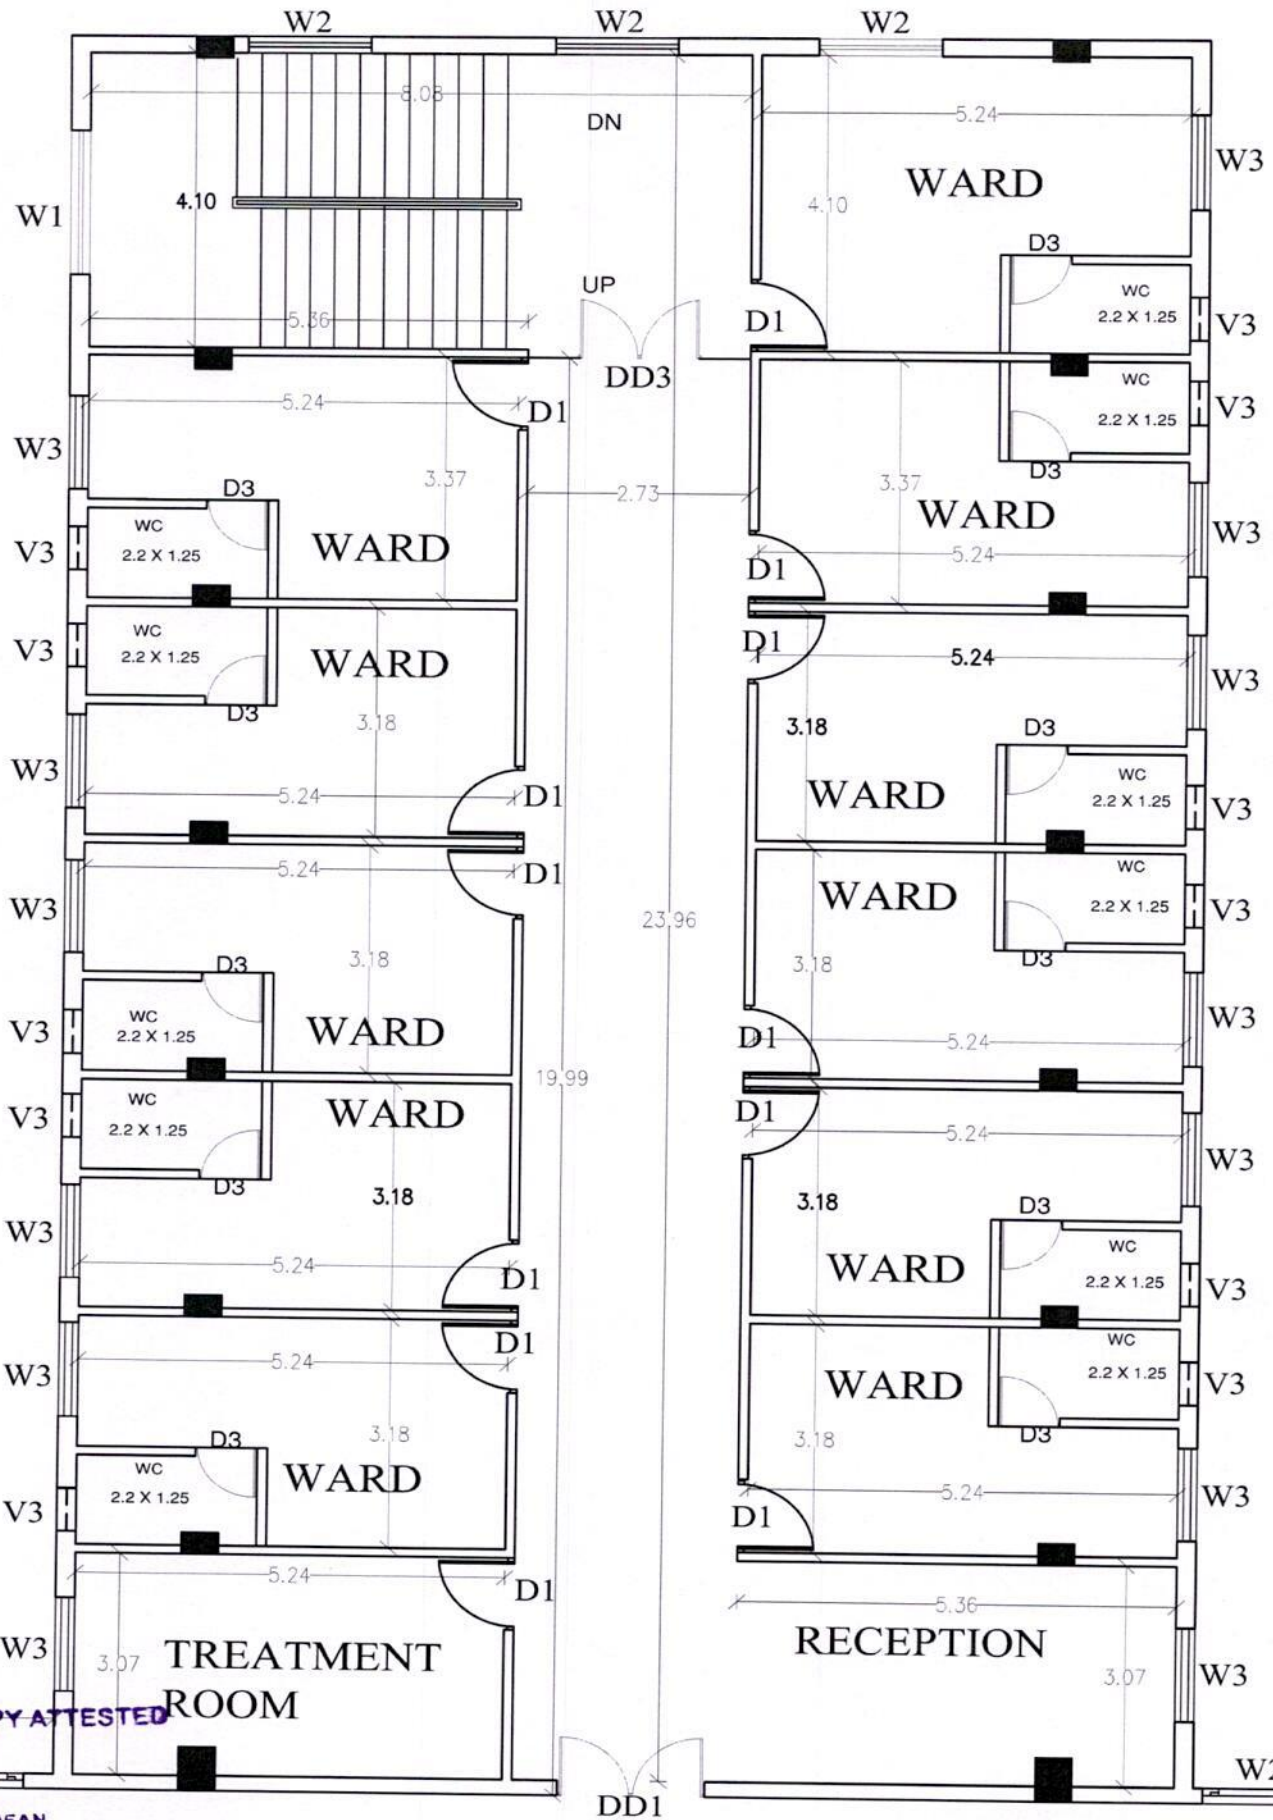 W2 W2 W2
8.08
DN
5.24
WARD
W3
W1
4.10
4.10
D3
UP
WC
2.2 X 1.25
V3
5.36
D1
DD3
WC
2.2 X 1.25
V3
5.24
D1
D3
W3
3.37
2.73
3.37
WARD
W3
D3
WC
2.2 X 1.25
V3
WARD
5.24
D1
WC
2.2 X 1.25
V3
WARD
D1
5.24
W3
D3
3.18
3.18
D3
W3
5.24
D1
WARD
WC
2.2 X 1.25
V3
5.24
D1
WC
2.2 X 1.25
V3
WARD
W3
23.96
3.18
3.18
D3
D3
W3
WC
2.2 X 1.25
V3
WARD
D1
5.24
19.99
WC
2.2 X 1.25
V3
WARD
D1
5.24
W3
D3
3.18
3.18
D3
W3
5.24
D1
WARD
WC
2.2 X 1.25
V3
D1
WC
2.2 X 1.25
V3
W3
5.24
WARD
3.18
3.18
D3
D3
WC
2.2 X 1.25
V3
WARD
5.24
W3
D1
5.24
D1
5.36
W3
3.07
TREATMENT
ROOM
RECEPTION
3.07
W3
PY ATTESTED
W2
DD1
EAN